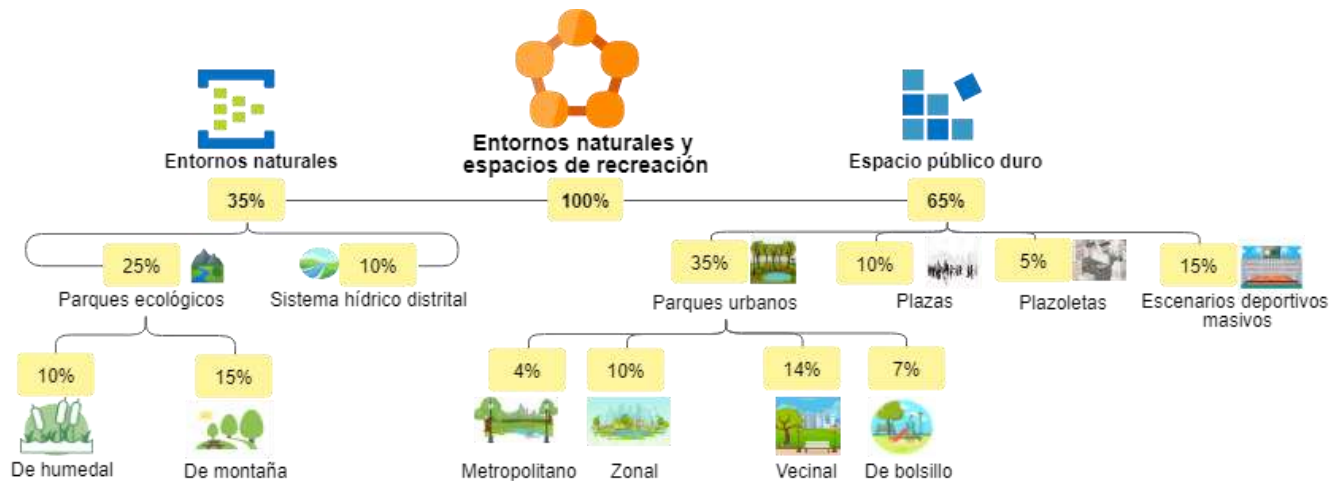 Entornos naturales y
espacios de recreación
Entornos naturales
Espacio público duro
35%
100%
65%
25%
10%
35%
10%
5%
15%
Parques ecológicos
Sistema hídrico distrital
Parques urbanos
Plazas
Plazoletas
Escenarios deportivos
masivos
10%
15%
4%
10%
14%
7%
De humedal
De montaña
Metropolitano
Zonal
Vecinal
De bolsillo